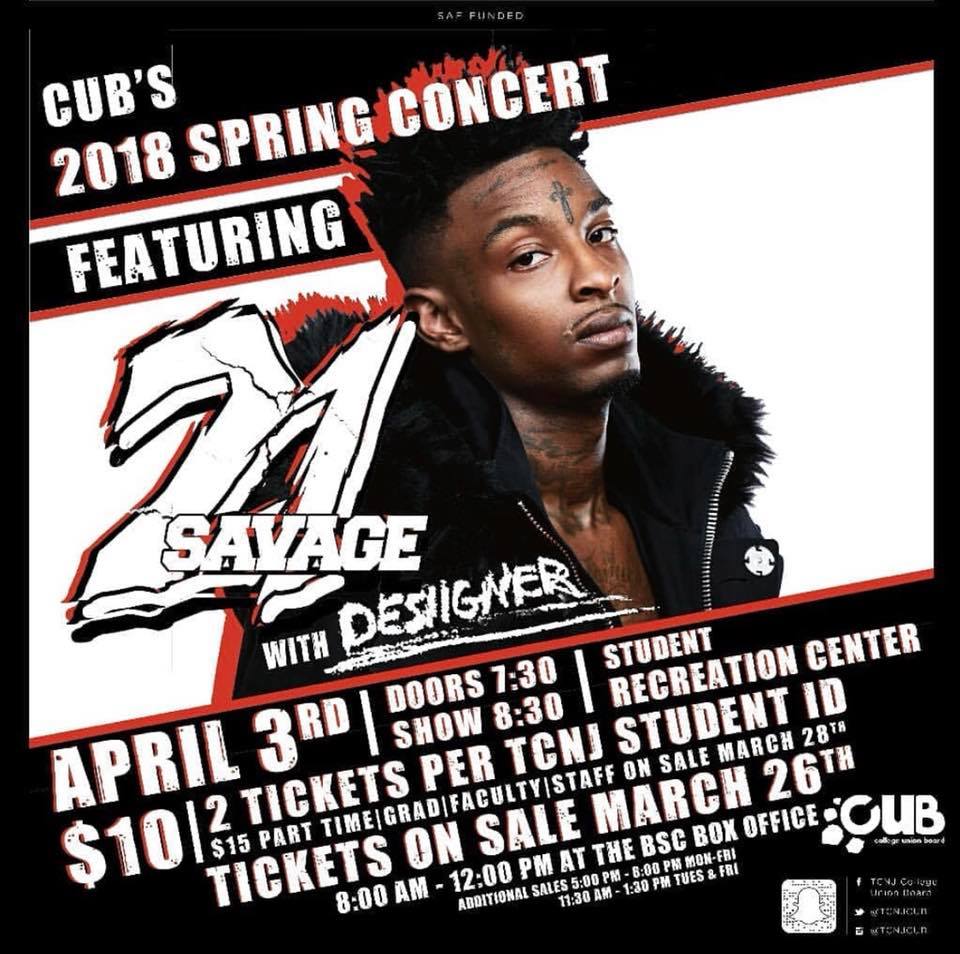 SAF FUNDED
CUB'S
2018 SPRING CONCERT
FEATURING
21
SAVAGE
WITH DESIIGNER
APRIL 3RD | DOORS 7:30
SHOW 8:30 | STUDENT
RECREATION CENTER
$10 | 2 TICKETS PER TCNJ STUDENT ID
$15 PART TIME|GRAD|FACULTY|STAFF ON SALE MARCH 28TH
TICKETS ON SALE MARCH 26TH
8:00 AM - 12:00 PM AT THE BSC BOX OFFICE
ADDITIONAL SALES 5:00 PM - 8:00 PM MON-FRI
11:30 AM - 1:30 PM TUES & FRI
CUB
college union board
TCNJ College
Union Board
@TCNJCUB
@TCNJCUB